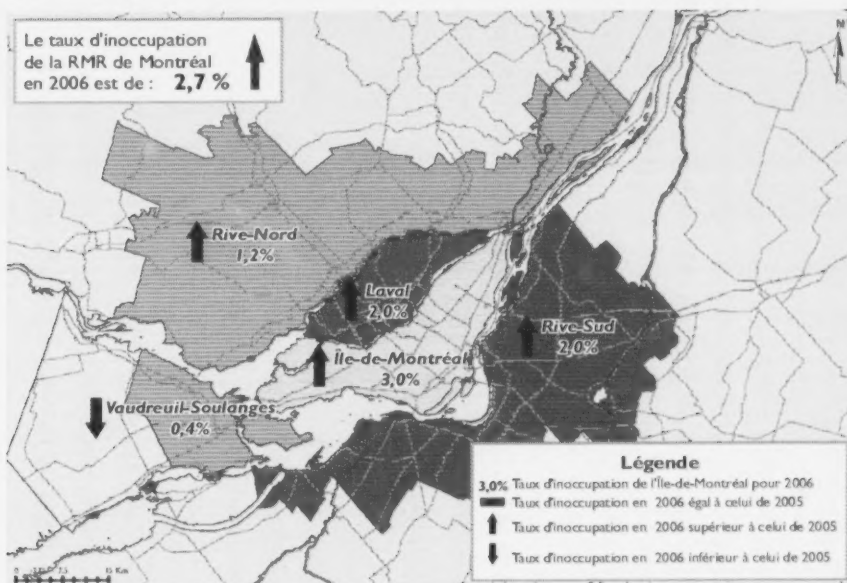 Le taux d'inoccupation
de la RMR de Montréal
en 2006 est de : 2,7 %
N
Rive-Nord
1,2%
Laval
2,0%
Rive-Sud
2,0%
Île-de-Montréal
3,0%
Vaudreuil-Soulanges
0,4%
Légende
3,0% Taux d'inoccupation de l'Île-de-Montréal pour 2006
Taux d'inoccupation en 2006 égal à celui de 2005
Taux d'inoccupation en 2006 supérieur à celui de 2005
Taux d'inoccupation en 2006 inférieur à celui de 2005
15 Km